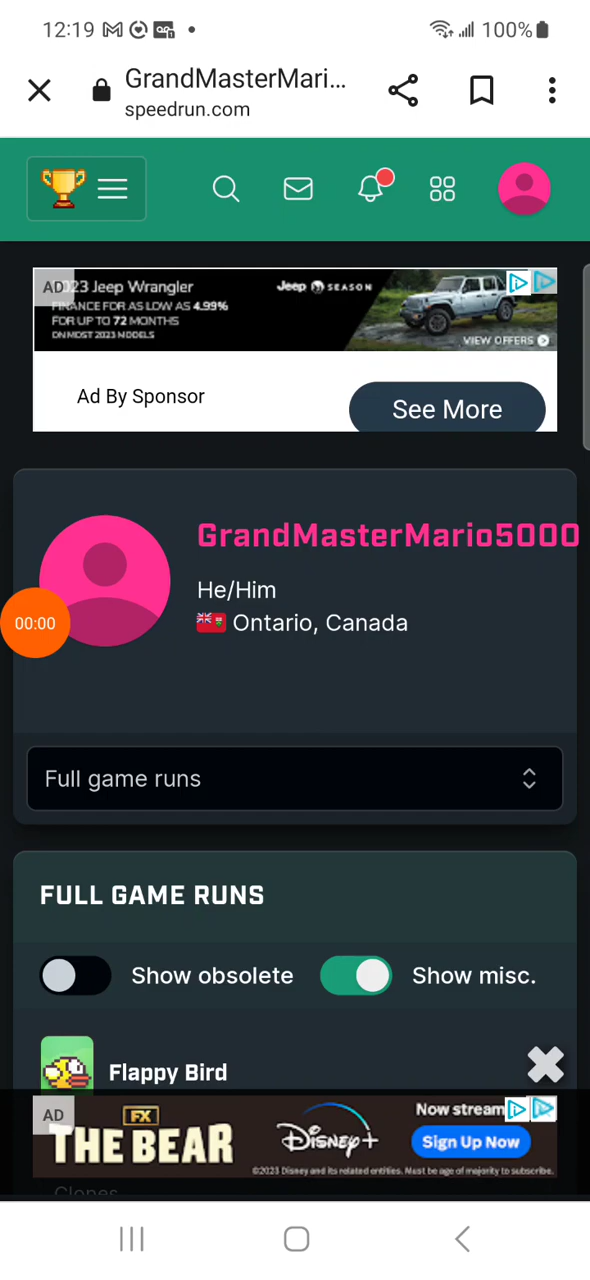 12:19
100%
GrandMasterMari...
speedrun.com
AD 23 Jeep Wrangler
Jeep SEASON
FINANCE FOR AS LOW AS 4.99%
FOR UP TO 72 MONTHS
ON MOST 2023 MODELS
VIEW OFFERS
Ad By Sponsor
See More
GrandMasterMario5000
He/Him
00:00
Ontario, Canada
Full game runs
FULL GAME RUNS
Show obsolete
Show misc.
Flappy Bird
AD
FX
THE BEAR
Disney+
Now stream
Sign Up Now
©2023 Disney and its related entities. Must be age of majority to subscribe.
Clones